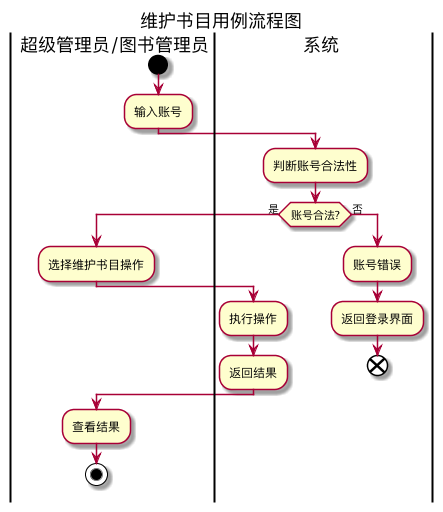 维护书目用例流程图
超级管理员/图书管理员
系统
输入账号
判断账号合法性
是
账号合法?
否
选择维护书目操作
账号错误
执行操作
返回登录界面
返回结果
查看结果